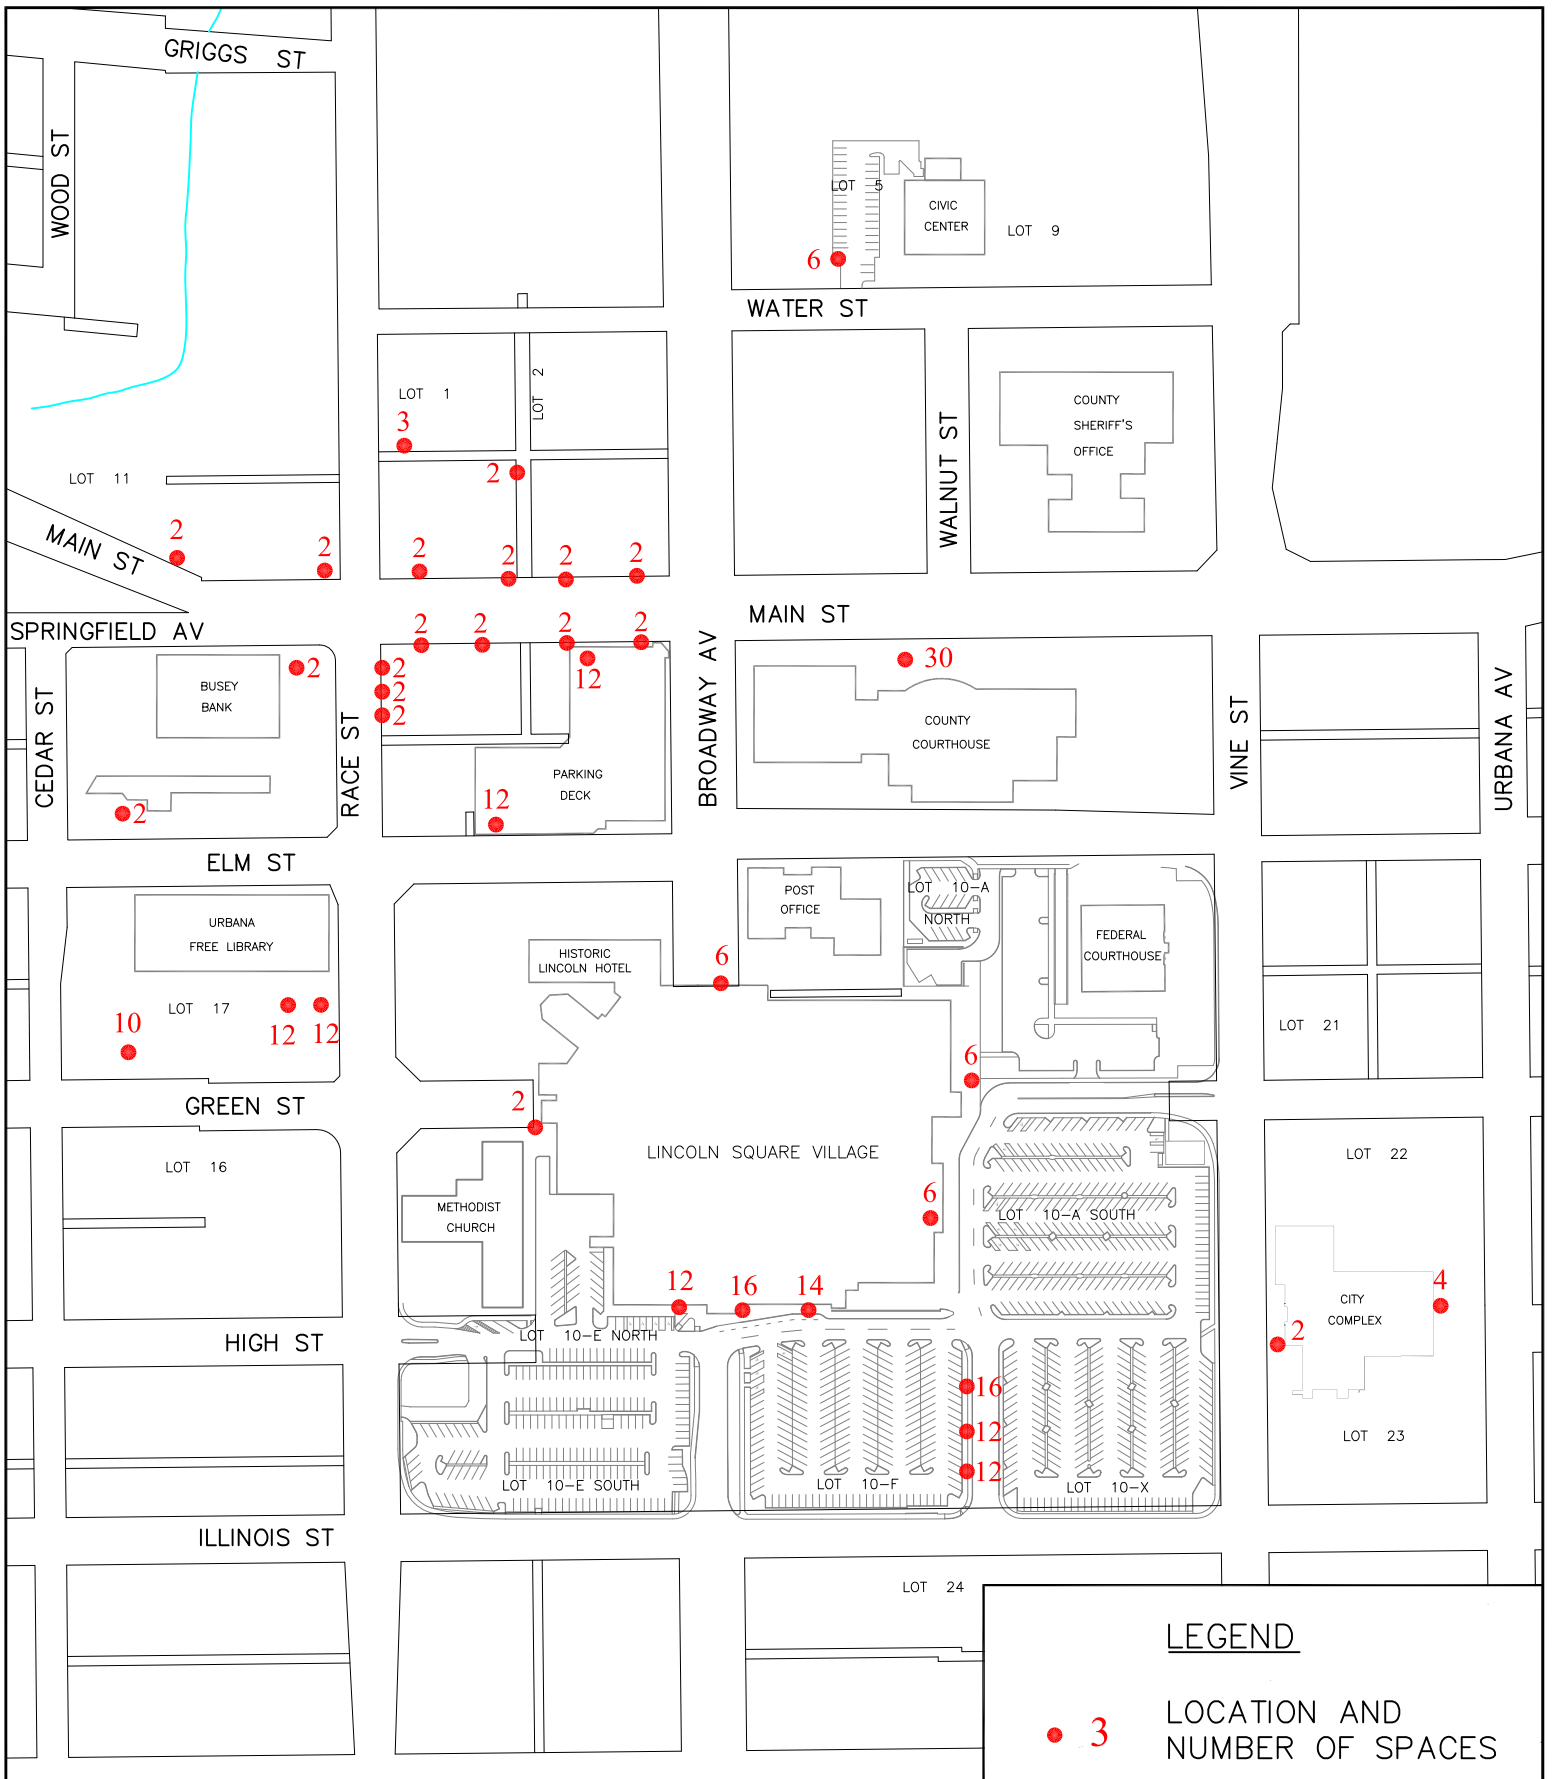 GRIGGS ST
WOOD ST
LOT 5
CIVIC
CENTER
LOT 9
6
WATER ST
LOT 1
LOT 2
3
2
COUNTY
SHERIFF'S
OFFICE
WALNUT ST
LOT 11
MAIN ST
2
2
2
2
2
2
MAIN ST
SPRINGFIELD AV
2
2
2
2
12
2
2
2
2
30
BUSEY
BANK
CEDAR ST
RACE ST
BROADWAY AV
COUNTY
COURTHOUSE
VINE ST
URBANA AV
PARKING
DECK
12
2
ELM ST
URBANA
FREE LIBRARY
LOT 17
10
12
12
HISTORIC
LINCOLN HOTEL
6
POST
OFFICE
LOT 10-A
NORTH
FEDERAL
COURTHOUSE
LOT 21
6
GREEN ST
2
LINCOLN SQUARE VILLAGE
LOT 16
METHODIST
CHURCH
6
LOT 10-A SOUTH
LOT 22
12
16
14
CITY
COMPLEX
4
2
HIGH ST
LOT 10-E NORTH
16
12
12
LOT 23
LOT 10-E SOUTH
LOT 10-F
LOT 10-X
ILLINOIS ST
LOT 24
LEGEND
3
LOCATION AND
NUMBER OF SPACES